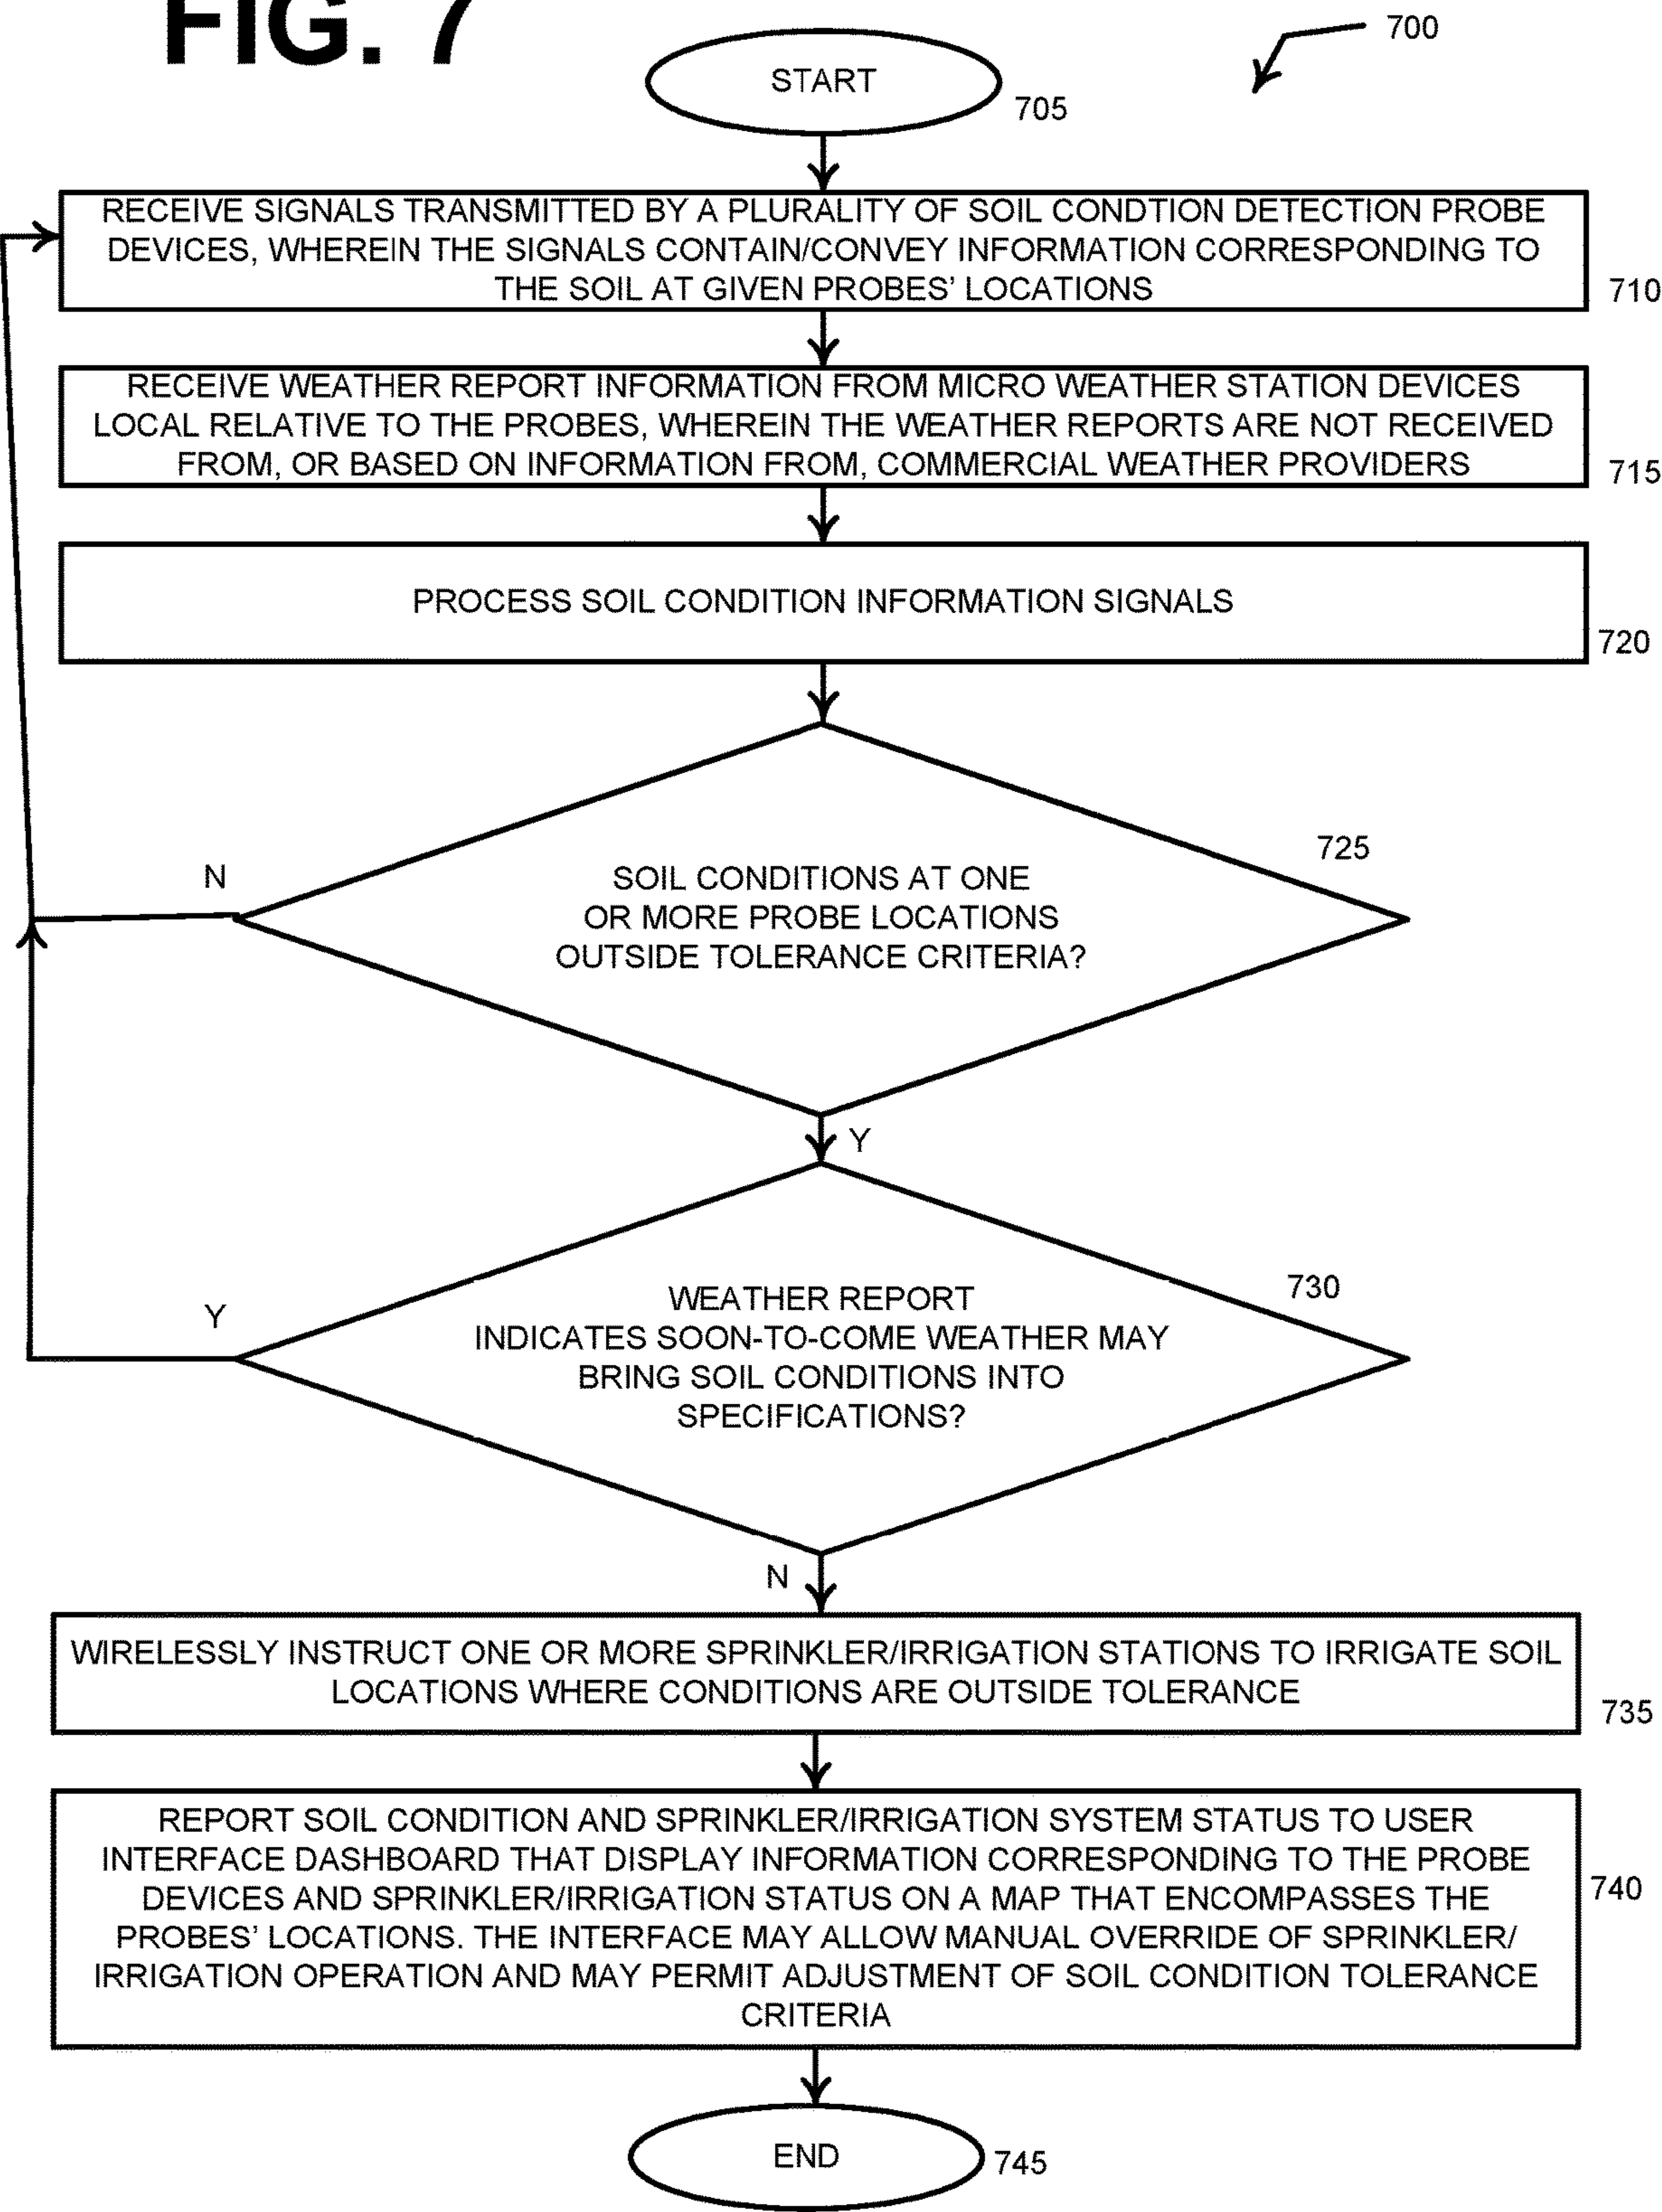 FIG. 7
700
START
705
RECEIVE SIGNALS TRANSMITTED BY A PLURALITY OF SOIL CONDTION DETECTION PROBE
DEVICES, WHEREIN THE SIGNALS CONTAIN/CONVEY INFORMATION CORRESPONDING TO
THE SOIL AT GIVEN PROBES' LOCATIONS
710
RECEIVE WEATHER REPORT INFORMATION FROM MICRO WEATHER STATION DEVICES
LOCAL RELATIVE TO THE PROBES, WHEREIN THE WEATHER REPORTS ARE NOT RECEIVED
FROM, OR BASED ON INFORMATION FROM, COMMERCIAL WEATHER PROVIDERS
715
PROCESS SOIL CONDITION INFORMATION SIGNALS
720
725
N
SOIL CONDITIONS AT ONE
OR MORE PROBE LOCATIONS
OUTSIDE TOLERANCE CRITERIA?
Y
730
Y
WEATHER REPORT
INDICATES SOON-TO-COME WEATHER MAY
BRING SOIL CONDITIONS INTO
SPECIFICATIONS?
N
WIRELESSLY INSTRUCT ONE OR MORE SPRINKLER/IRRIGATION STATIONS TO IRRIGATE SOIL
LOCATIONS WHERE CONDITIONS ARE OUTSIDE TOLERANCE
735
REPORT SOIL CONDITION AND SPRINKLER/IRRIGATION SYSTEM STATUS TO USER
INTERFACE DASHBOARD THAT DISPLAY INFORMATION CORRESPONDING TO THE PROBE
DEVICES AND SPRINKLER/IRRIGATION STATUS ON A MAP THAT ENCOMPASSES THE
PROBES' LOCATIONS. THE INTERFACE MAY ALLOW MANUAL OVERRIDE OF SPRINKLER/
IRRIGATION OPERATION AND MAY PERMIT ADJUSTMENT OF SOIL CONDITION TOLERANCE
CRITERIA
740
END
745